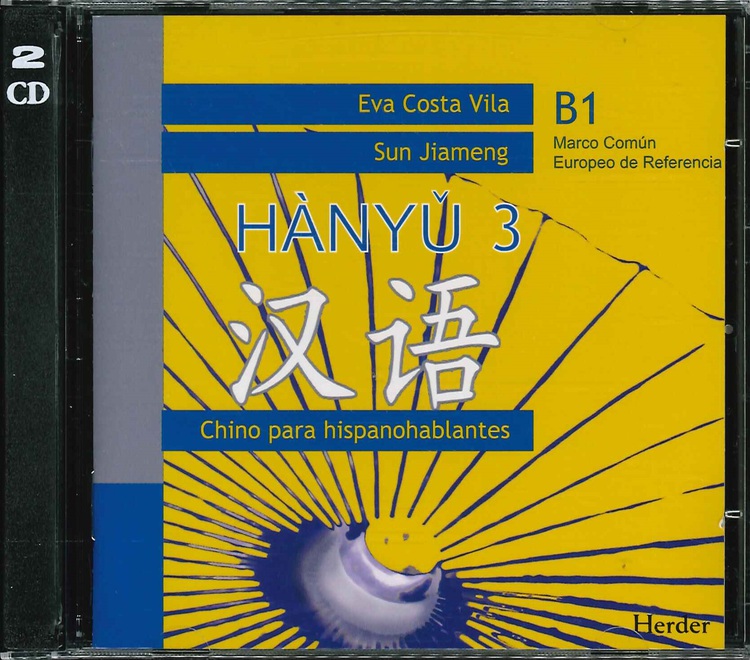 2
CD
Eva Costa Vila
Sun Jiameng
B1
Marco Común
Europeo de Referencia
HÀNYǓ 3
汉语
Chino para hispanohablantes
Herder